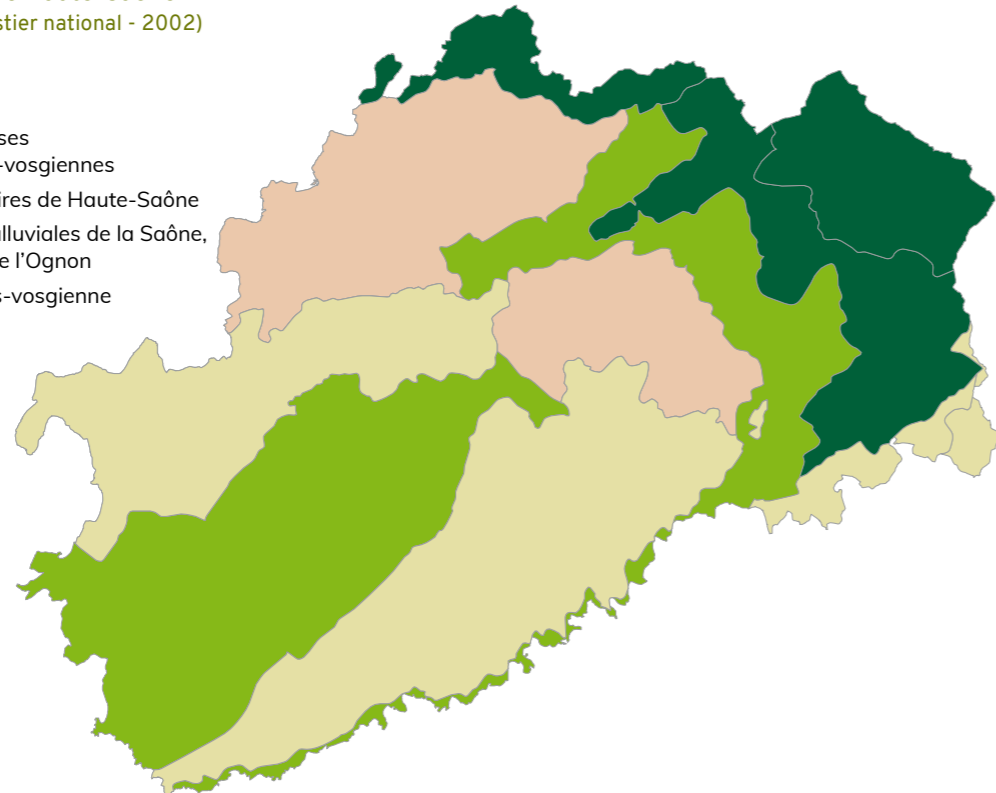 stier national - 2002)
ses
-vosgiennes
ires de Haute-Saône
lluviales de la Saône,
e l'Ognon
s-vosgienne